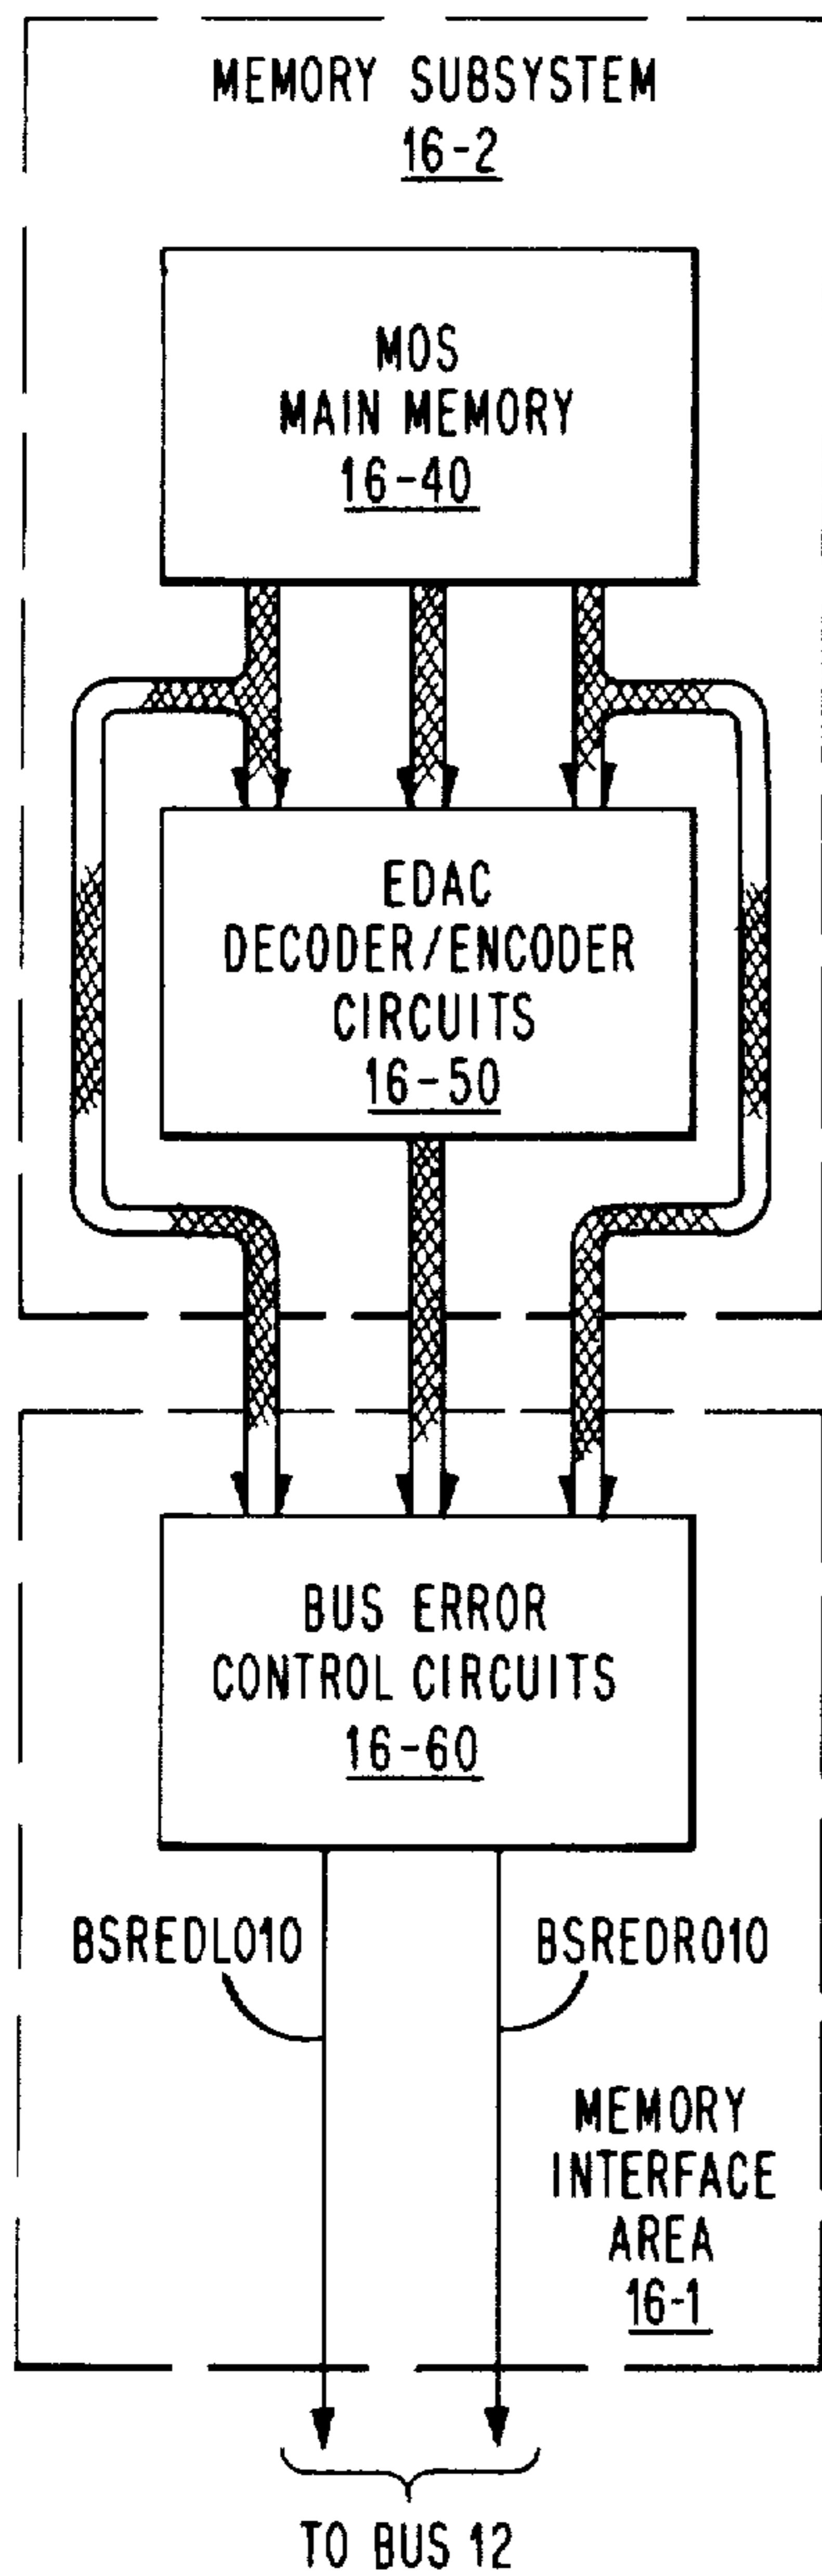 MEMORY SUBSYSTEM
16-2
MOS
MAIN MEMORY
16-40
EDAC
DECODER/ENCODER
CIRCUITS
16-50
BUS ERROR
CONTROL CIRCUITS
16-60
BSREDL010
BSREDR010
MEMORY
INTERFACE
AREA
16-1
TO BUS 12